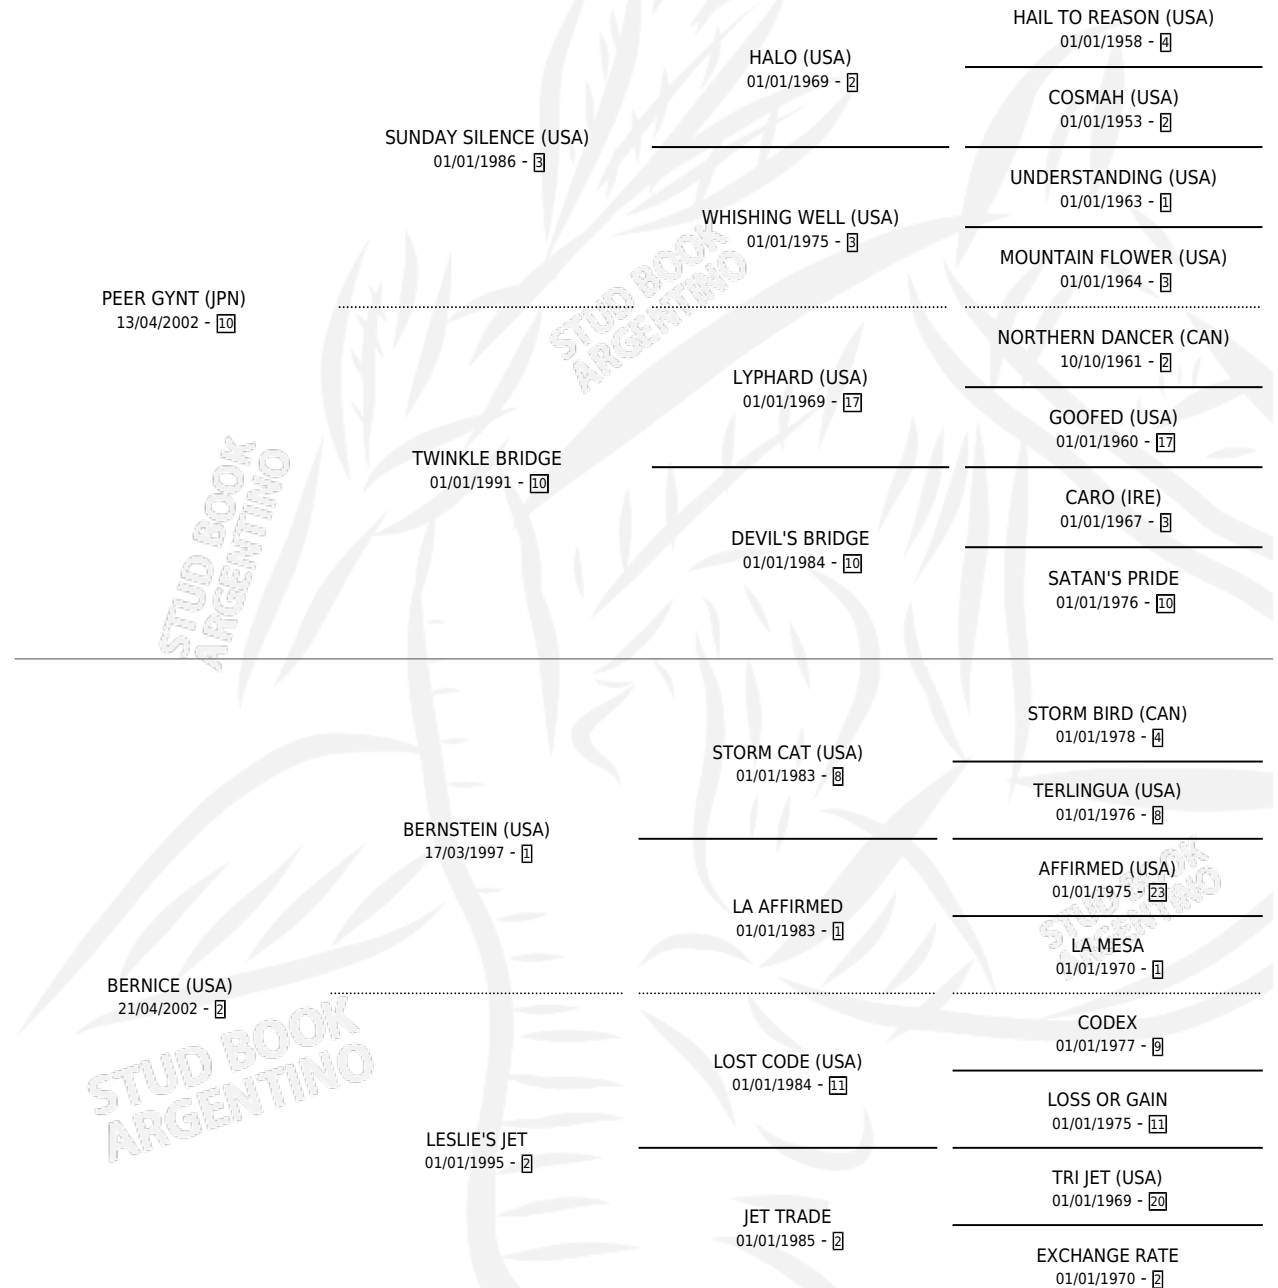 HAIL TO REASON (USA)
01/01/1958 - 4
HALO (USA)
01/01/1969 - 2
COSMAH (USA)
01/01/1953 - 2
SUNDAY SILENCE (USA)
01/01/1986 - 3
UNDERSTANDING (USA)
01/01/1963 - 1
WHISHING WELL (USA)
01/01/1975 - 3
MOUNTAIN FLOWER (USA)
01/01/1964 - 3
PEER GYNT (JPN)
13/04/2002 - 10
STUD BOOK
ARGENTINO
NORTHERN DANCER (CAN)
10/10/1961 - 2
LYPHARD (USA)
01/01/1969 - 17
GOOFED (USA)
01/01/1960 - 17
TWINKLE BRIDGE
01/01/1991 - 10
CARO (IRE)
01/01/1967 - 3
DEVIL'S BRIDGE
01/01/1984 - 10
SATAN'S PRIDE
01/01/1976 - 10
STUD BOOK
ARGENTINO
STORM BIRD (CAN)
01/01/1978 - 4
STORM CAT (USA)
01/01/1983 - 8
TERLINGUA (USA)
01/01/1976 - 8
BERNSTEIN (USA)
17/03/1997 - 1
AFFIRMED (USA)
01/01/1975 - 23
LA AFFIRMED
01/01/1983 - 1
STUD BOOK
ARGENTINO
LA MESA
01/01/1970 - 1
BERNICE (USA)
21/04/2002 - 2
STUD BOOK
ARGENTINO
CODEX
01/01/1977 - 9
LOST CODE (USA)
01/01/1984 - 11
LOSS OR GAIN
01/01/1975 - 11
LESLIE'S JET
01/01/1995 - 2
TRI JET (USA)
01/01/1969 - 20
JET TRADE
01/01/1985 - 2
EXCHANGE RATE
01/01/1970 - 2